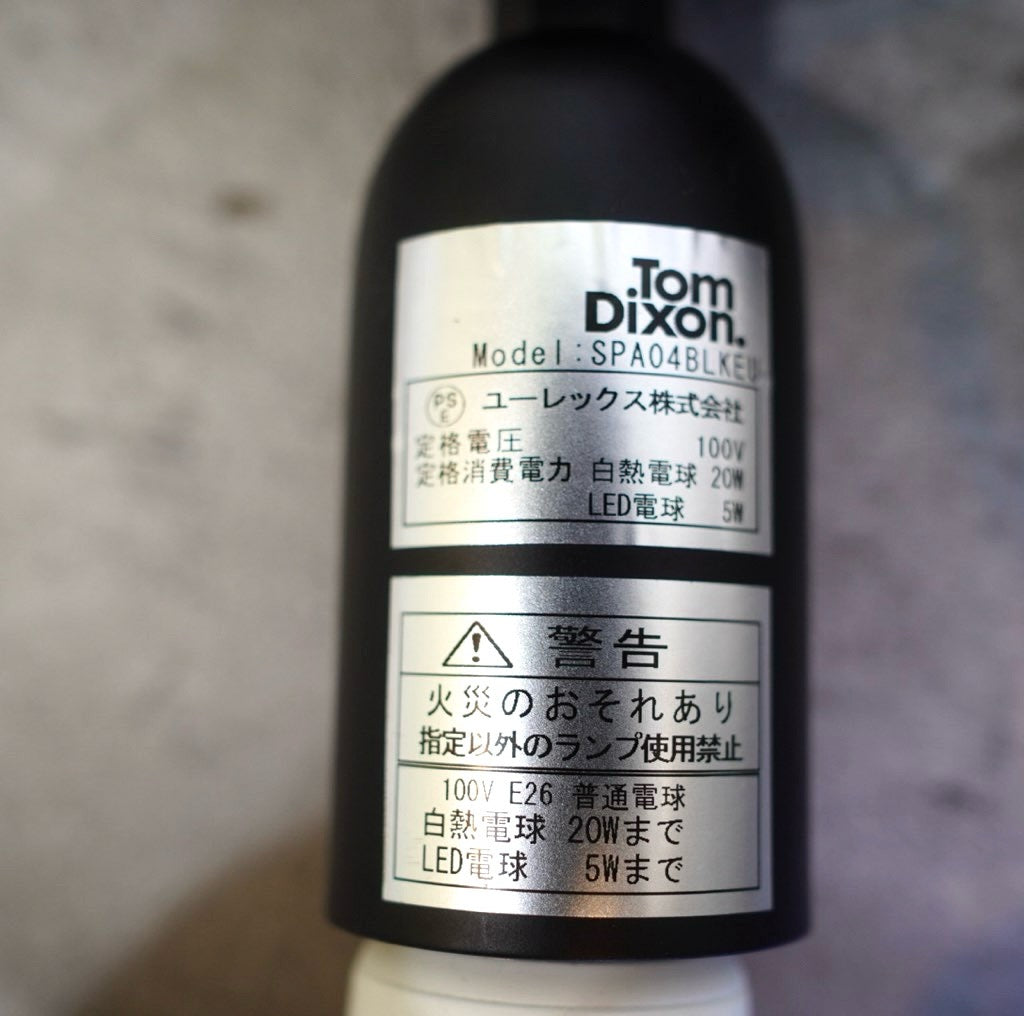 Tom
Dixon.
Model:SPA04BLKEU
PS
E
ユーレックス株式会社
定格電圧 100V
定格消費電力 白熱電球 20W
LED電球 5W
警告
火災のおそれあり
指定以外のランプ使用禁止
100V E26 普通電球
白熱電球 20Wまで
LED電球 5Wまで